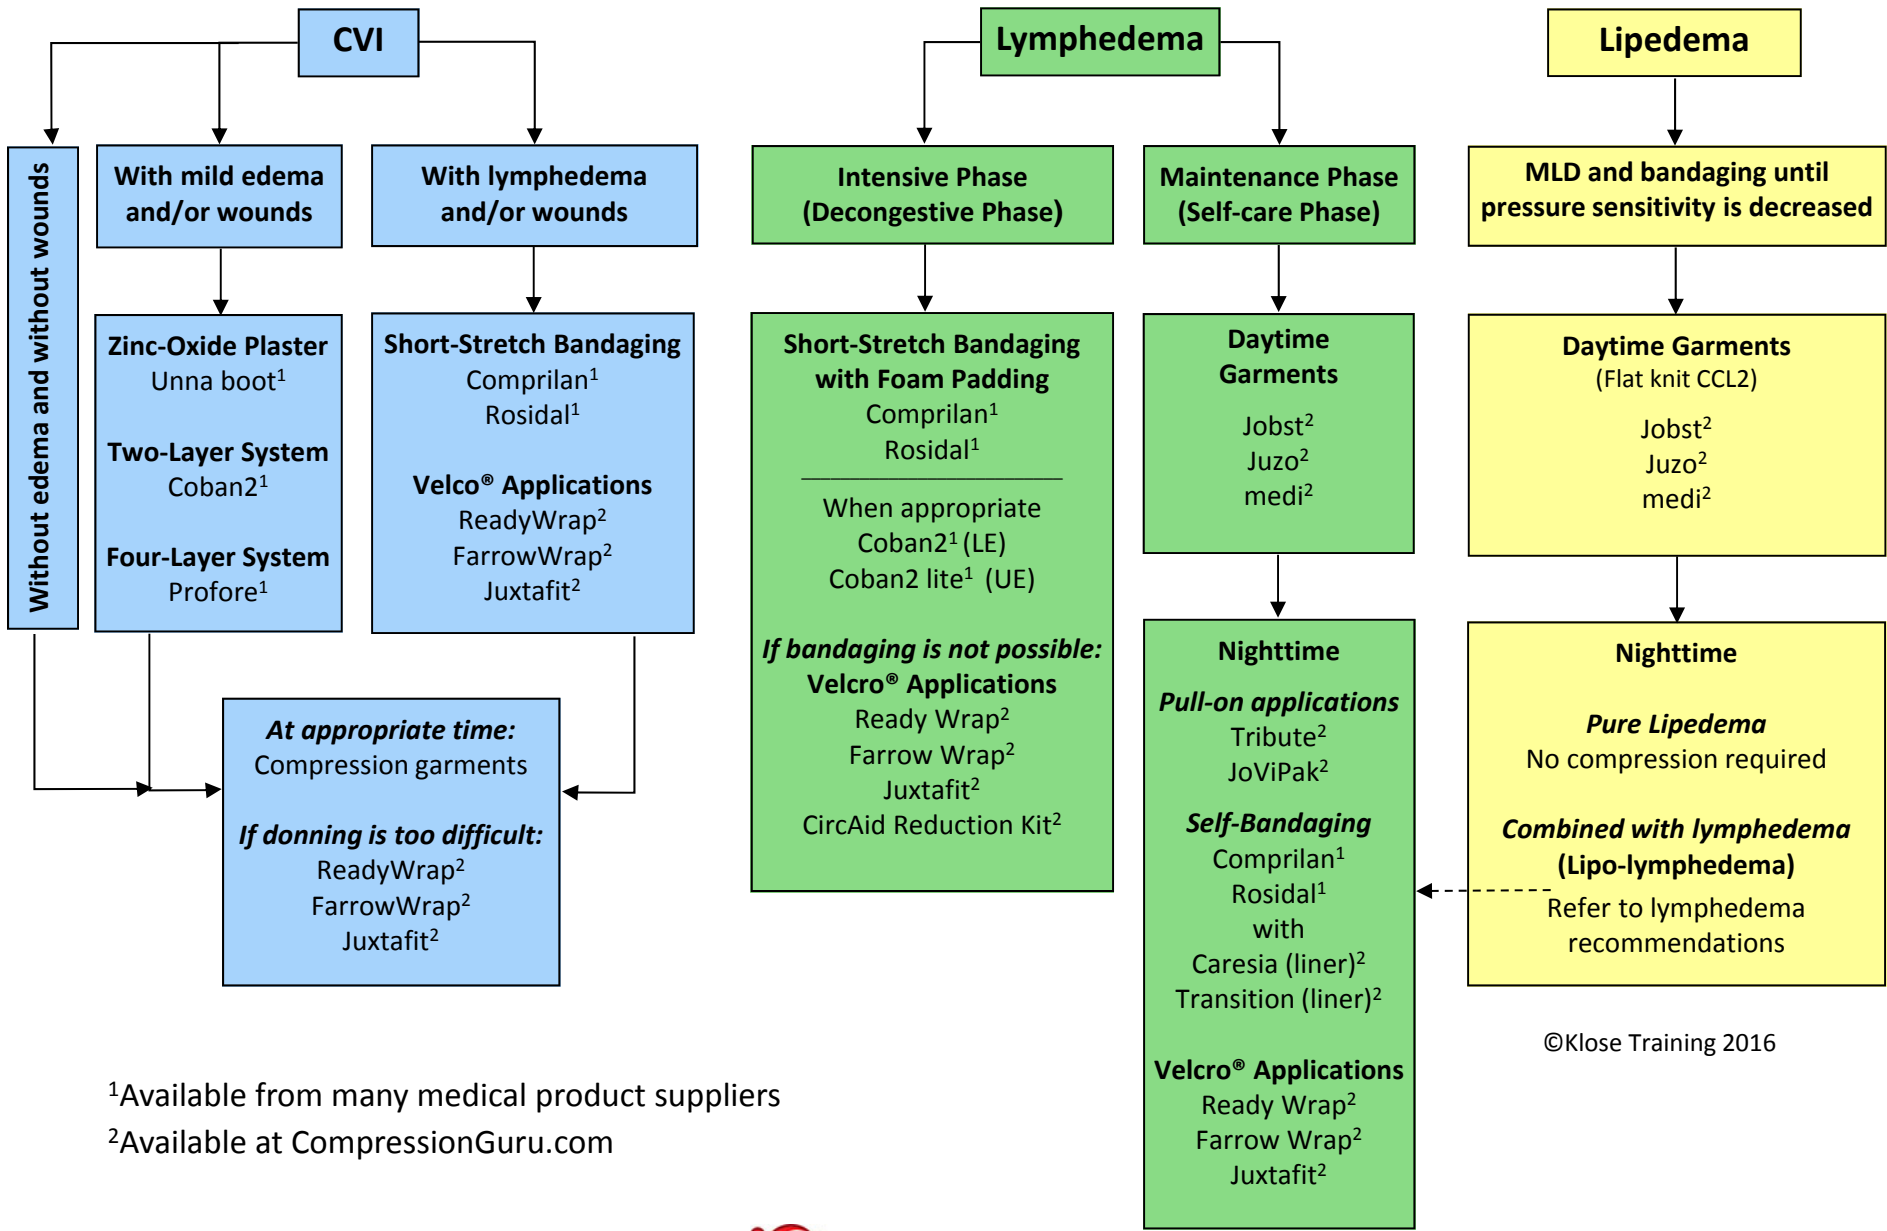 CVI
Without edema and without wounds
With mild edema
and/or wounds
Zinc-Oxide Plaster
Unna boot¹
Two-Layer System
Coban2¹
Four-Layer System
Profore¹
With lymphedema
and/or wounds
Short-Stretch Bandaging
Comprilan¹
Rosidal¹
Velco® Applications
ReadyWrap²
FarrowWrap²
Juxtafit²
At appropriate time:
Compression garments
If donning is too difficult:
ReadyWrap²
FarrowWrap²
Juxtafit²
Lymphedema
Intensive Phase
(Decongestive Phase)
Short-Stretch Bandaging
with Foam Padding
Comprilan¹
Rosidal¹
When appropriate
Coban2¹ (LE)
Coban2 lite¹ (UE)
If bandaging is not possible:
Velcro® Applications
Ready Wrap²
Farrow Wrap²
Juxtafit²
CircAid Reduction Kit²
Maintenance Phase
(Self-care Phase)
Daytime
Garments
Jobst²
Juzo²
medi²
Nighttime
Pull-on applications
Tribute²
JoViPak²
Self-Bandaging
Comprilan¹
Rosidal¹
with
Caresia (liner)²
Transition (liner)²
Velcro® Applications
Ready Wrap²
Farrow Wrap²
Juxtafit²
Lipedema
MLD and bandaging until
pressure sensitivity is decreased
Daytime Garments
(Flat knit CCL2)
Jobst²
Juzo²
medi²
Nighttime
Pure Lipedema
No compression required
Combined with lymphedema
(Lipo-lymphedema)
Refer to lymphedema
recommendations
©Klose Training 2016
¹Available from many medical product suppliers
²Available at CompressionGuru.com